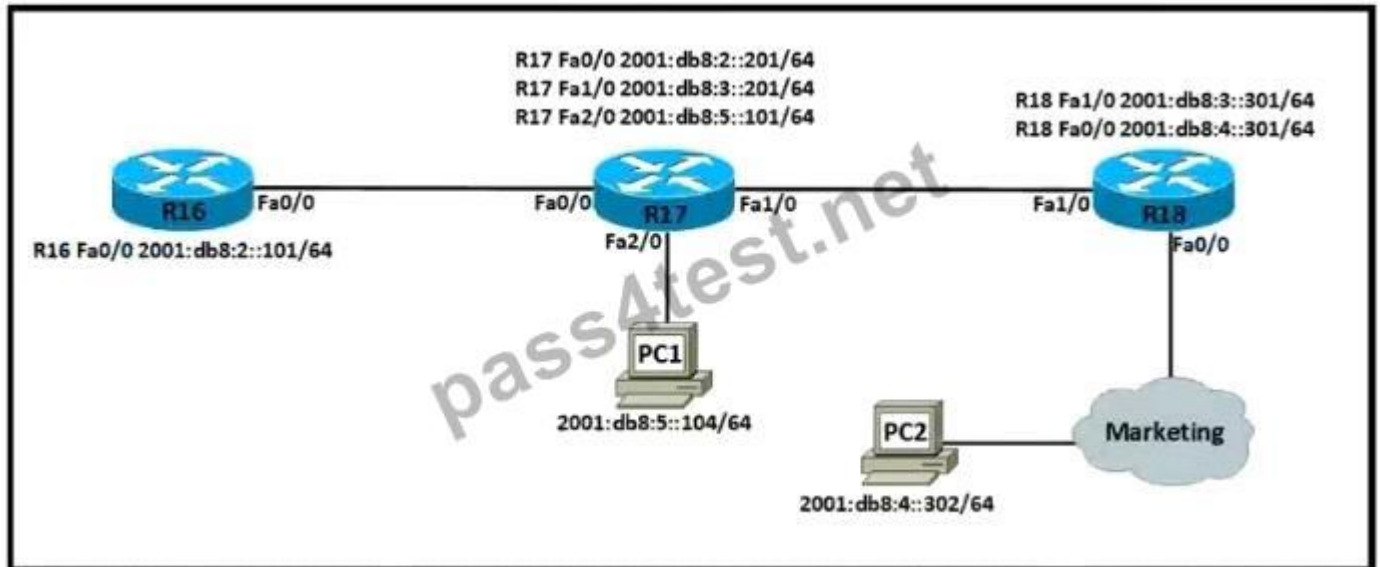 R17 Fa0/0 2001:db8:2::201/64
R17 Fa1/0 2001:db8:3::201/64
R17 Fa2/0 2001:db8:5::101/64
R18 Fa1/0 2001:db8:3::301/64
R18 Fa0/0 2001:db8:4::301/64
R16
Fa0/0
Fa0/0
R17
Fa1/0
Fa1/0
R18
R16 Fa0/0 2001:db8:2::101/64
Fa2/0
Fa0/0
pass4test.net
PC1
2001:db8:5::104/64
PC2
Marketing
2001:db8:4::302/64